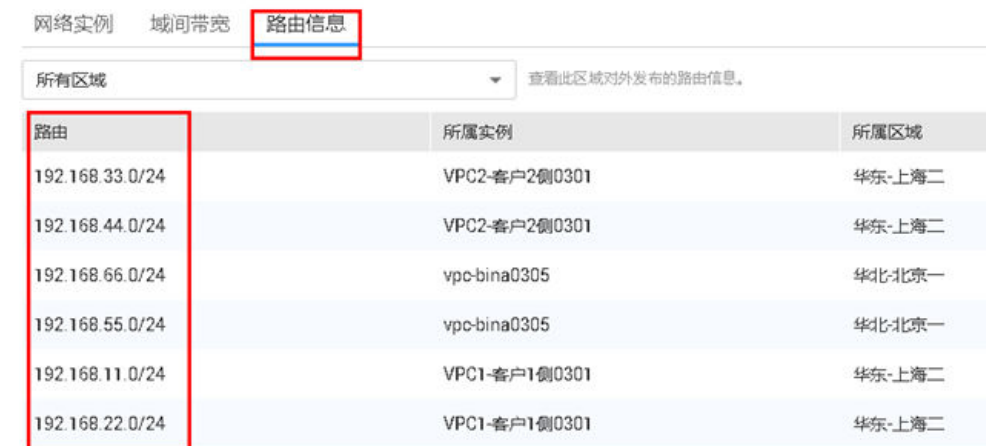 网络实例 域间带宽 路由信息
所有区域 查看此区域对外发布的路由信息。
路由 所属实例 所属区域
192.168.33.0/24 VPC2-客户2侧0301 华东-上海二
192.168.44.0/24 VPC2-客户2侧0301 华东-上海二
192.168.66.0/24 vpc-bina0305 华北-北京一
192.168.55.0/24 vpc-bina0305 华北-北京一
192.168.11.0/24 VPC1-客户1侧0301 华东-上海二
192.168.22.0/24 VPC1-客户1侧0301 华东-上海二